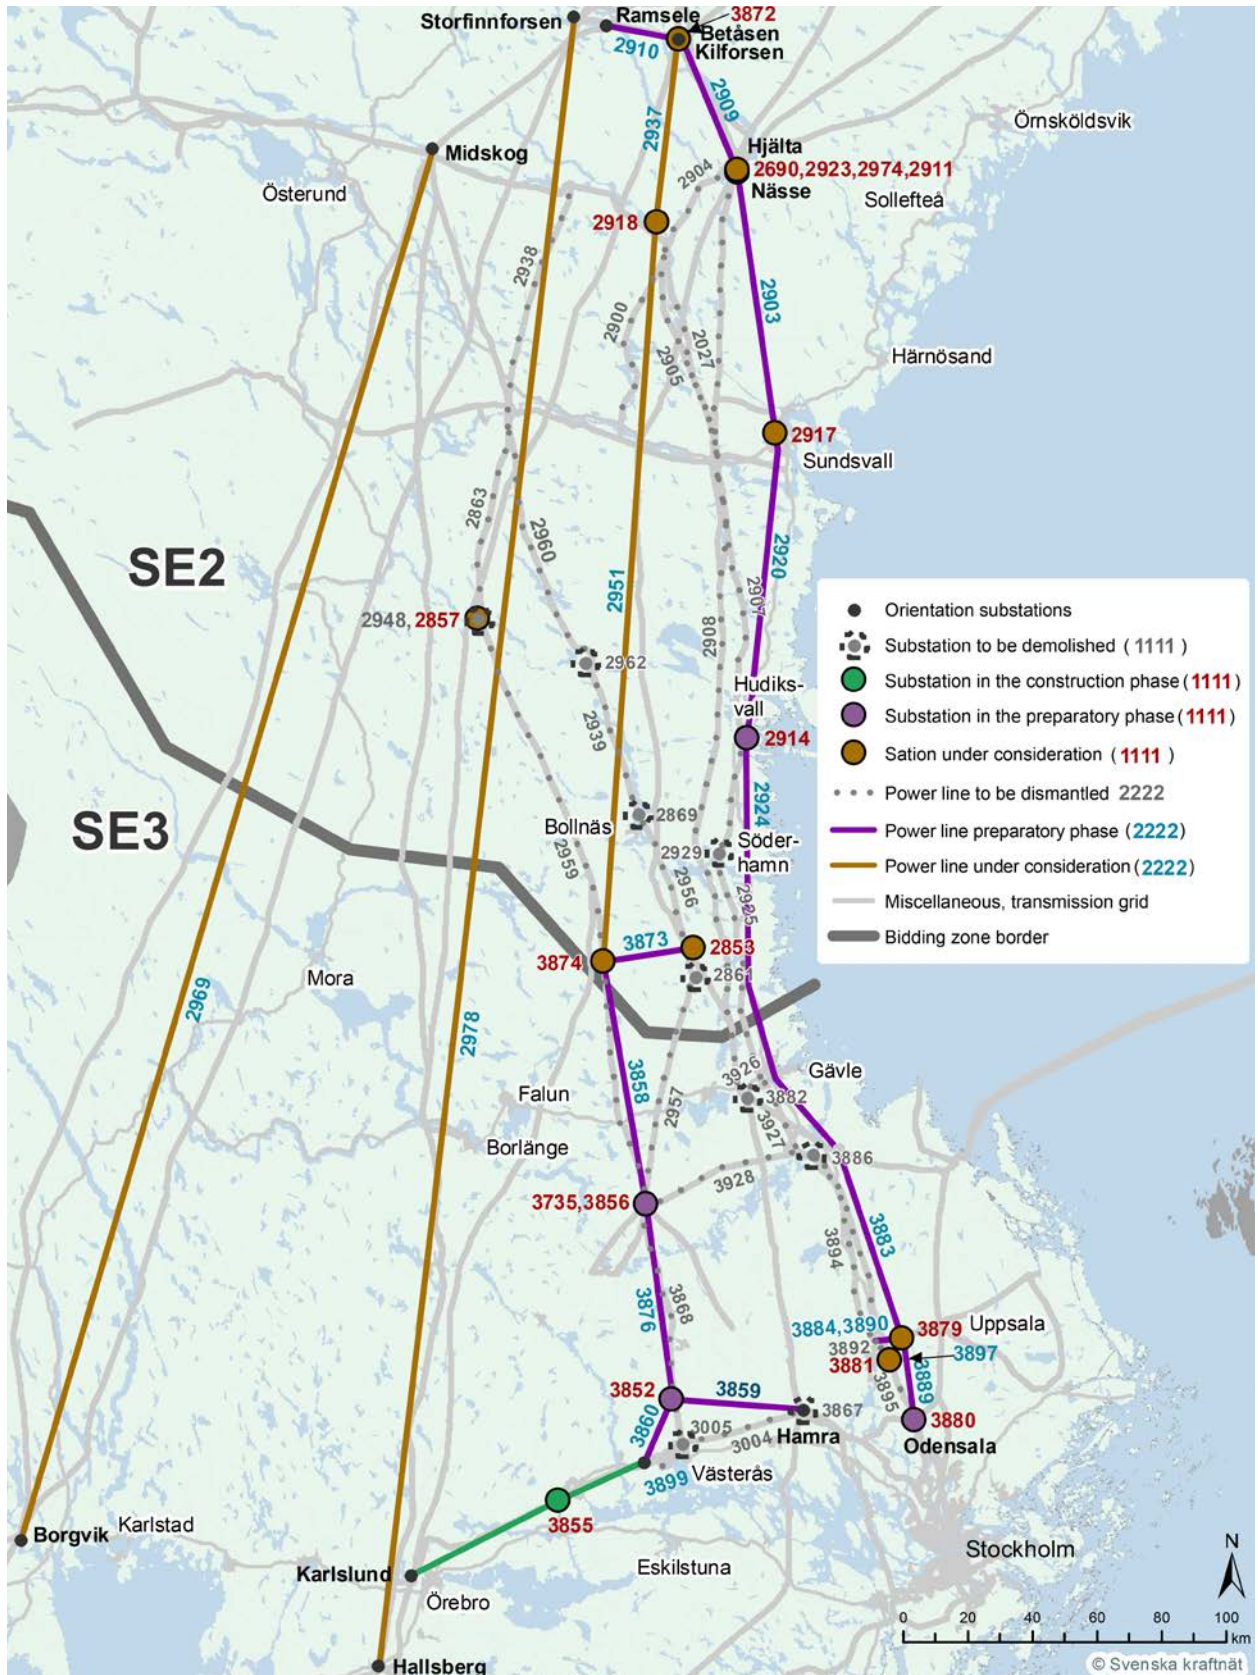 Storfinnforsen
Ramsele
3872
Betåsen
Kilforsen
2910
2909
2937
Örnsköldsvik
Midskog
Hjälta
2690,2923,2974,2911
2904
Nässe
Österund
Sollefteå
2918
2938
2903
2900
2027
2905
Härnösand
2917
Sundsvall
2863
2960
2920
SE2
2951
2907
2948, 2857
2908
2962
Hudiks-
vall
2914
2939
2924
SE3
2869
Bollnäs
2959
2929
Söder-
hamn
2956
2925
3873
2853
3874
2861
Mora
2969
2978
3926
Gävle
3858
2957
3882
Falun
3927
Borlänge
3886
3928
3735,3856
3883
3894
3876
3868
3884,3890
3879
Uppsala
3892
3897
3881
3889
3895
3852
3859
3867
3880
3860
3005
Hamra
Odensala
3004
3899
Västerås
3855
Borgvik
Karlstad
Stockholm
Karlslund
Eskilstuna
Örebro
Hallsberg
Orientation substations
Substation to be demolished (1111)
Substation in the construction phase (1111)
Substation in the preparatory phase (1111)
Sation under consideration (1111)
Power line to be dismantled 2222
Power line preparatory phase (2222)
Power line under consideration (2222)
Miscellaneous, transmission grid
Bidding zone border
N
0 20 40 60 80 100
km
© Svenska kraftnät